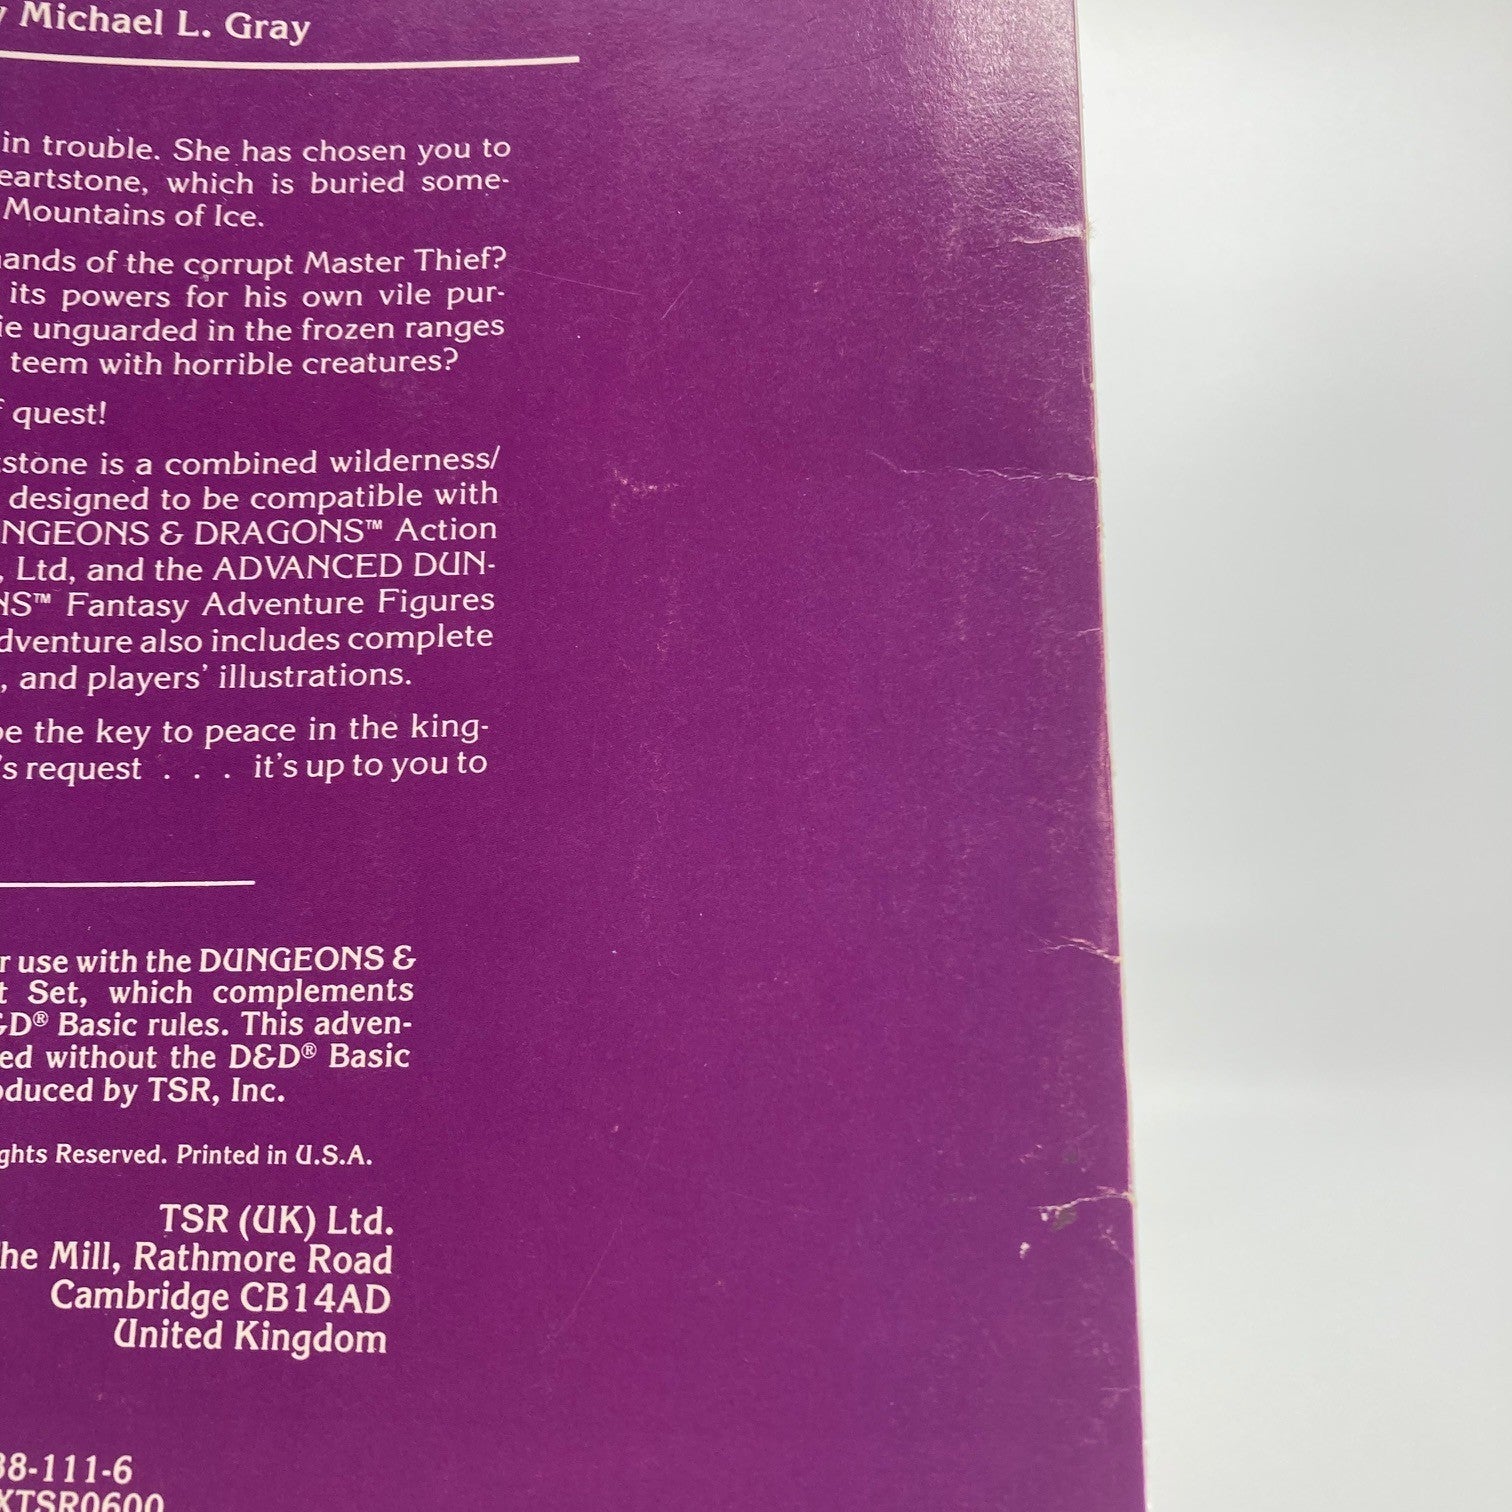 Michael L. Gray
in trouble. She has chosen you to
eartstone, which is buried some-
Mountains of Ice.
ands of the corrupt Master Thief?
its powers for his own vile pur-
ie unguarded in the frozen ranges
teem with horrible creatures?
quest!
stone is a combined wilderness/
designed to be compatible with
NGEONS & DRAGONS™ Action
, Ltd, and the ADVANCED DUN-
NS™ Fantasy Adventure Figures
dventure also includes complete
, and players' illustrations.
be the key to peace in the king-
's request . . . it's up to you to
r use with the DUNGEONS &
t Set, which complements
&D® Basic rules. This adven-
ed without the D&D® Basic
oduced by TSR, Inc.
ghts Reserved. Printed in U.S.A.
TSR (UK) Ltd.
he Mill, Rathmore Road
Cambridge CB14AD
United Kingdom
38-111-6
XTSR0600